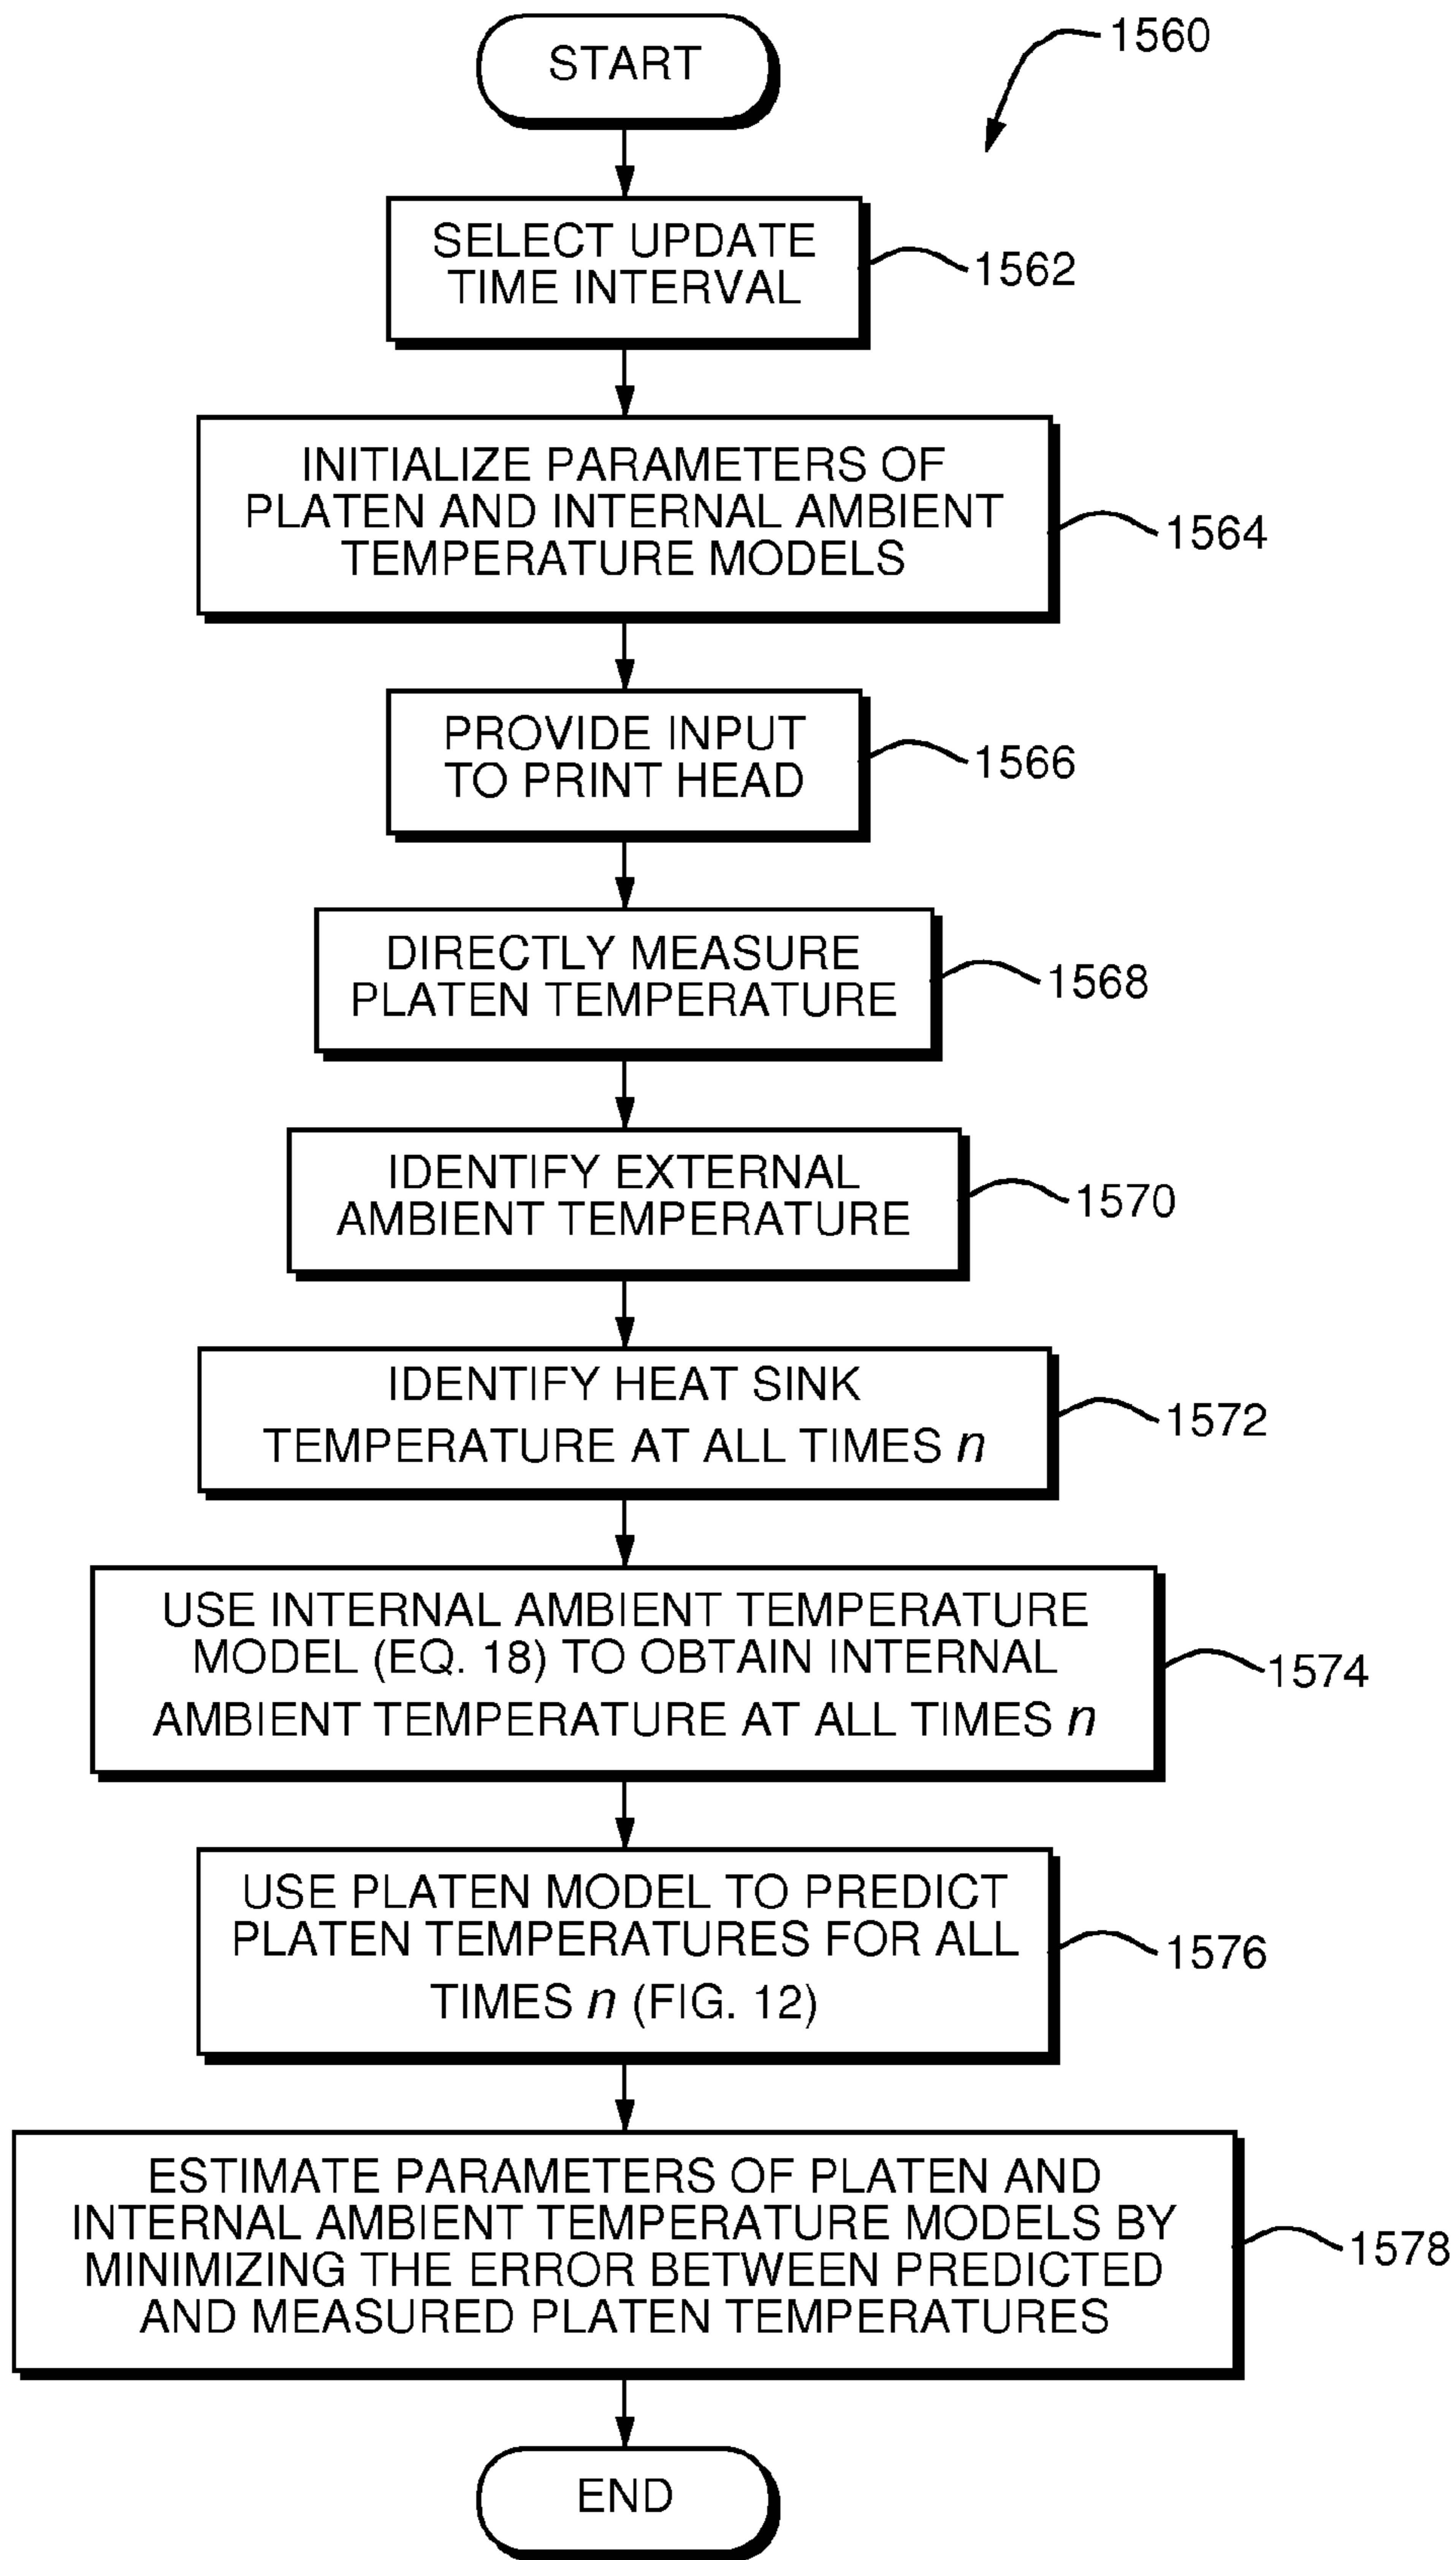 START
1560
SELECT UPDATE
TIME INTERVAL
1562
INITIALIZE PARAMETERS OF
PLATEN AND INTERNAL AMBIENT
TEMPERATURE MODELS
1564
PROVIDE INPUT
TO PRINT HEAD
1566
DIRECTLY MEASURE
PLATEN TEMPERATURE
1568
IDENTIFY EXTERNAL
AMBIENT TEMPERATURE
1570
IDENTIFY HEAT SINK
TEMPERATURE AT ALL TIMES n
1572
USE INTERNAL AMBIENT TEMPERATURE
MODEL (EQ. 18) TO OBTAIN INTERNAL
AMBIENT TEMPERATURE AT ALL TIMES n
1574
USE PLATEN MODEL TO PREDICT
PLATEN TEMPERATURES FOR ALL
TIMES n (FIG. 12)
1576
ESTIMATE PARAMETERS OF PLATEN AND
INTERNAL AMBIENT TEMPERATURE MODELS BY
MINIMIZING THE ERROR BETWEEN PREDICTED
AND MEASURED PLATEN TEMPERATURES
1578
END